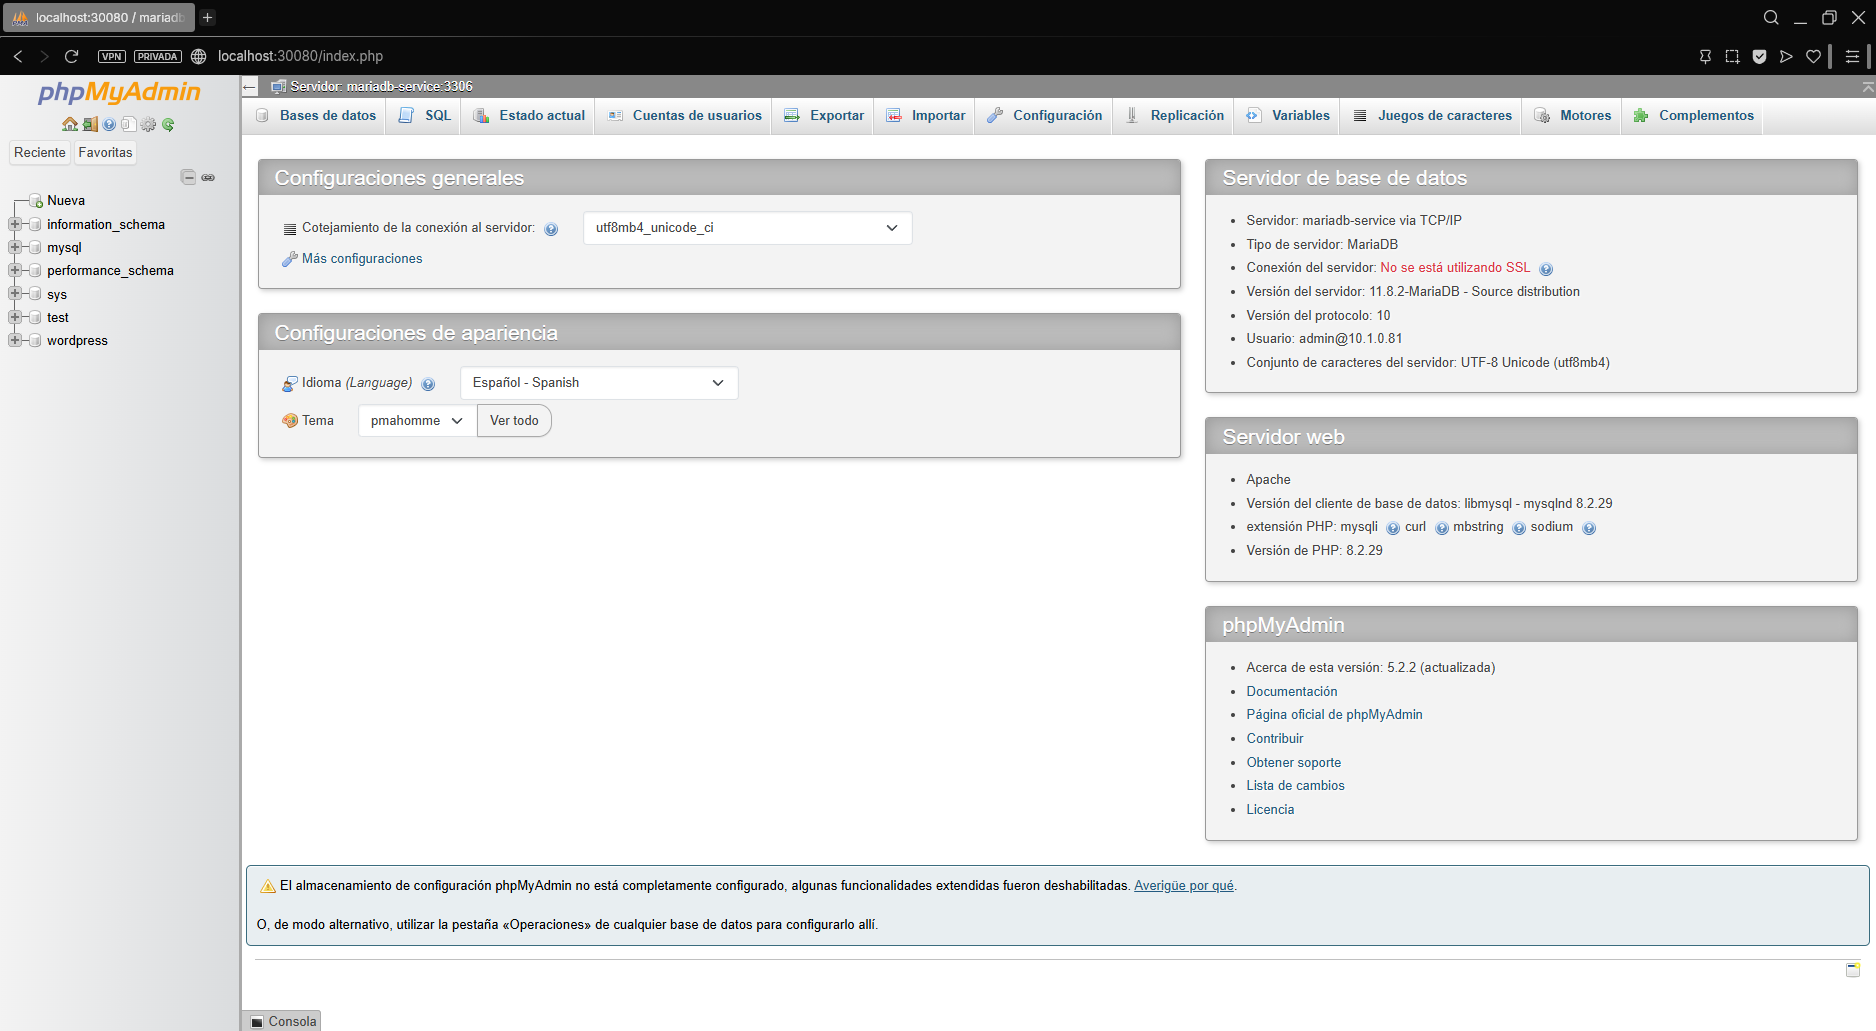 localhost:30080 / mariadb
VPN PRIVADA localhost:30080/index.php
phpMyAdmin
Reciente Favoritas
Nueva
information_schema
mysql
performance_schema
sys
test
wordpress
Servidor: mariadb-service:3306
Bases de datos SQL Estado actual Cuentas de usuarios Exportar Importar Configuración Replicación Variables Juegos de caracteres Motores Complementos
Configuraciones generales
Cotejamiento de la conexión al servidor: utf8mb4_unicode_ci
Más configuraciones
Configuraciones de apariencia
Idioma (Language) Español - Spanish
Tema pmahomme Ver todo
Servidor de base de datos
Servidor: mariadb-service via TCP/IP
Tipo de servidor: MariaDB
Conexión del servidor: No se está utilizando SSL
Versión del servidor: 11.8.2-MariaDB - Source distribution
Versión del protocolo: 10
Usuario: admin@10.1.0.81
Conjunto de caracteres del servidor: UTF-8 Unicode (utf8mb4)
Servidor web
Apache
Versión del cliente de base de datos: libmysql - mysqlnd 8.2.29
extensión PHP: mysqli curl mbstring sodium
Versión de PHP: 8.2.29
phpMyAdmin
Acerca de esta versión: 5.2.2 (actualizada)
Documentación
Página oficial de phpMyAdmin
Contribuir
Obtener soporte
Lista de cambios
Licencia
El almacenamiento de configuración phpMyAdmin no está completamente configurado, algunas funcionalidades extendidas fueron deshabilitadas. Averigüe por qué.
O, de modo alternativo, utilizar la pestaña «Operaciones» de cualquier base de datos para configurarlo allí.
Consola